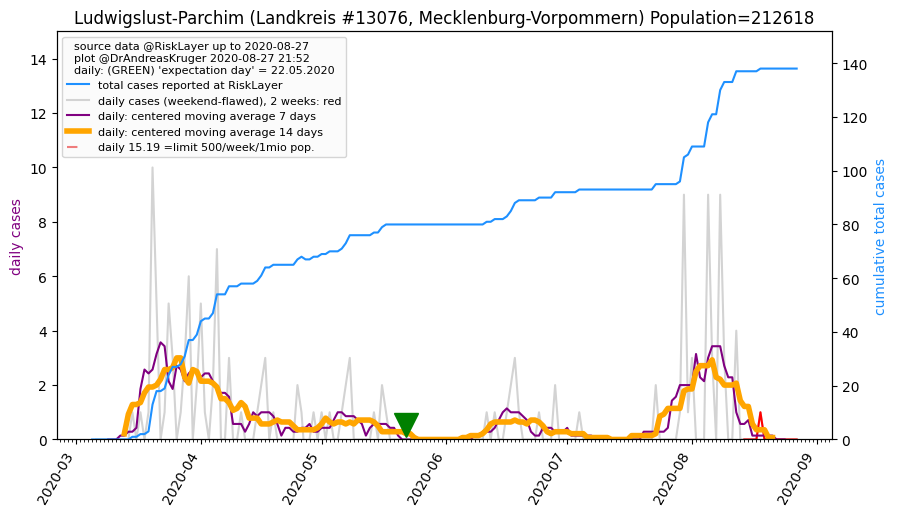 Ludwigslust-Parchim (Landkreis #13076, Mecklenburg-Vorpommern) Population=212618
source data @RiskLayer up to 2020-08-27
plot @DrAndreasKruger 2020-08-27 21:52
daily: (GREEN) 'expectation day' = 22.05.2020
total cases reported at RiskLayer
daily cases (weekend-flawed), 2 weeks: red
daily: centered moving average 7 days
daily: centered moving average 14 days
daily 15.19 =limit 500/week/1mio pop.
daily cases
14
12
10
8
6
4
2
0
140
120
100
80
60
40
20
0
cumulative total cases
2020-03
2020-04
2020-05
2020-06
2020-07
2020-08
2020-09